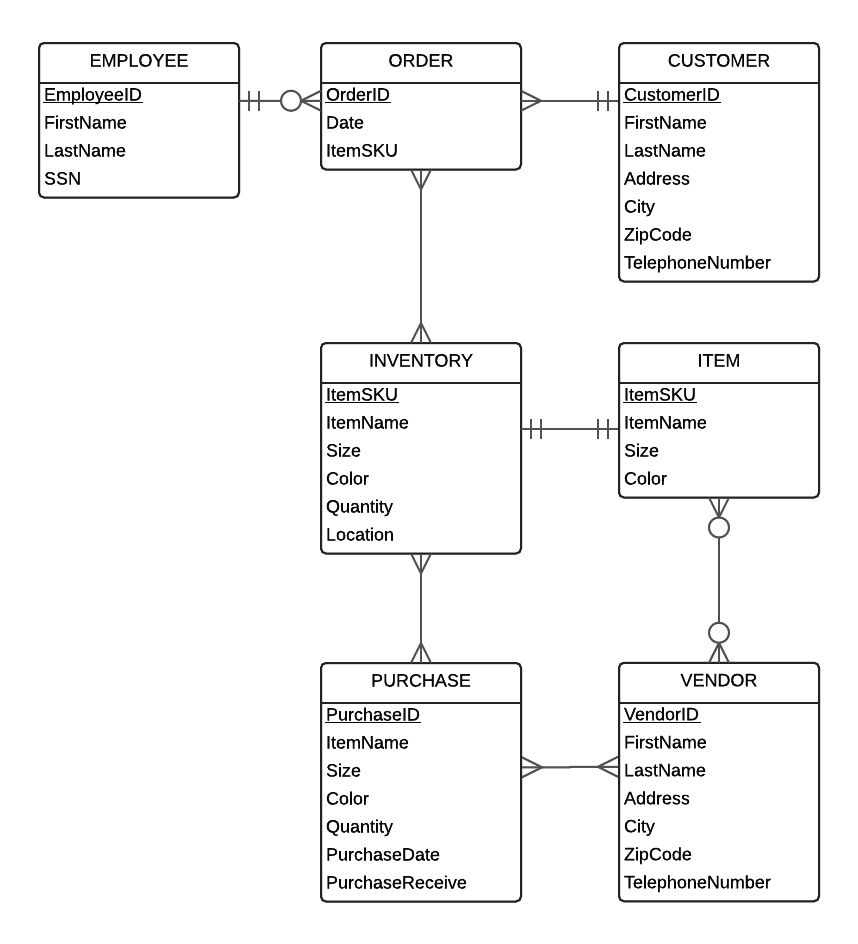 EMPLOYEE
EmployeeID
FirstName
LastName
SSN
ORDER
OrderID
Date
ItemSKU
CUSTOMER
CustomerID
FirstName
LastName
Address
City
ZipCode
TelephoneNumber
INVENTORY
ItemSKU
ItemName
Size
Color
Quantity
Location
ITEM
ItemSKU
ItemName
Size
Color
PURCHASE
PurchaseID
ItemName
Size
Color
Quantity
PurchaseDate
PurchaseReceive
VENDOR
VendorID
FirstName
LastName
Address
City
ZipCode
TelephoneNumber